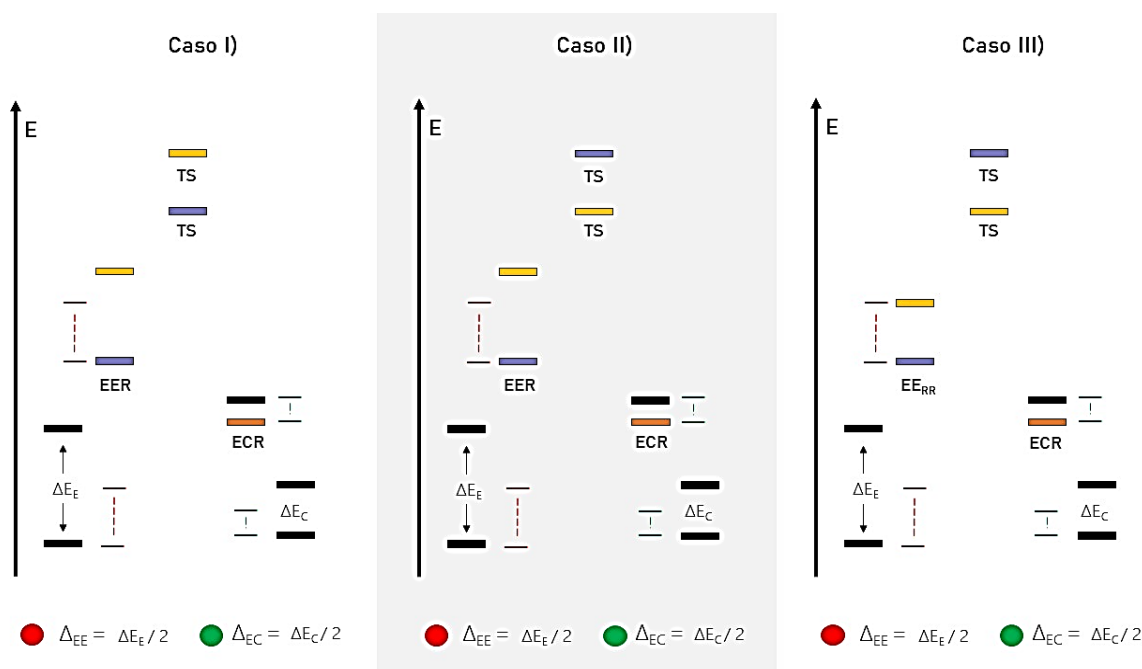 Caso I)
E
TS
TS
EER
ECR
ΔE_E
ΔE_C
Δ_EE = ΔE_E / 2
Δ_EC = ΔE_C / 2
Caso II)
E
TS
TS
EER
ECR
ΔE_E
ΔE_C
Δ_EE = ΔE_E / 2
Δ_EC = ΔE_C / 2
Caso III)
E
TS
TS
EE_RR
ECR
ΔE_E
ΔE_C
Δ_EE = ΔE_E / 2
Δ_EC = ΔE_C / 2